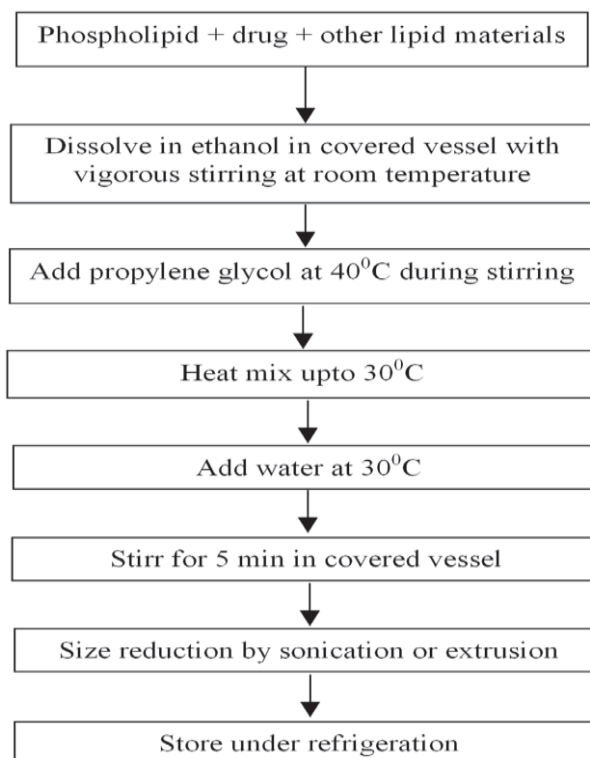 Phospholipid + drug + other lipid materials
Dissolve in ethanol in covered vessel with
vigorous stirring at room temperature
Add propylene glycol at 40⁰C during stirring
Heat mix upto 30⁰C
Add water at 30⁰C
Stirr for 5 min in covered vessel
Size reduction by sonication or extrusion
Store under refrigeration